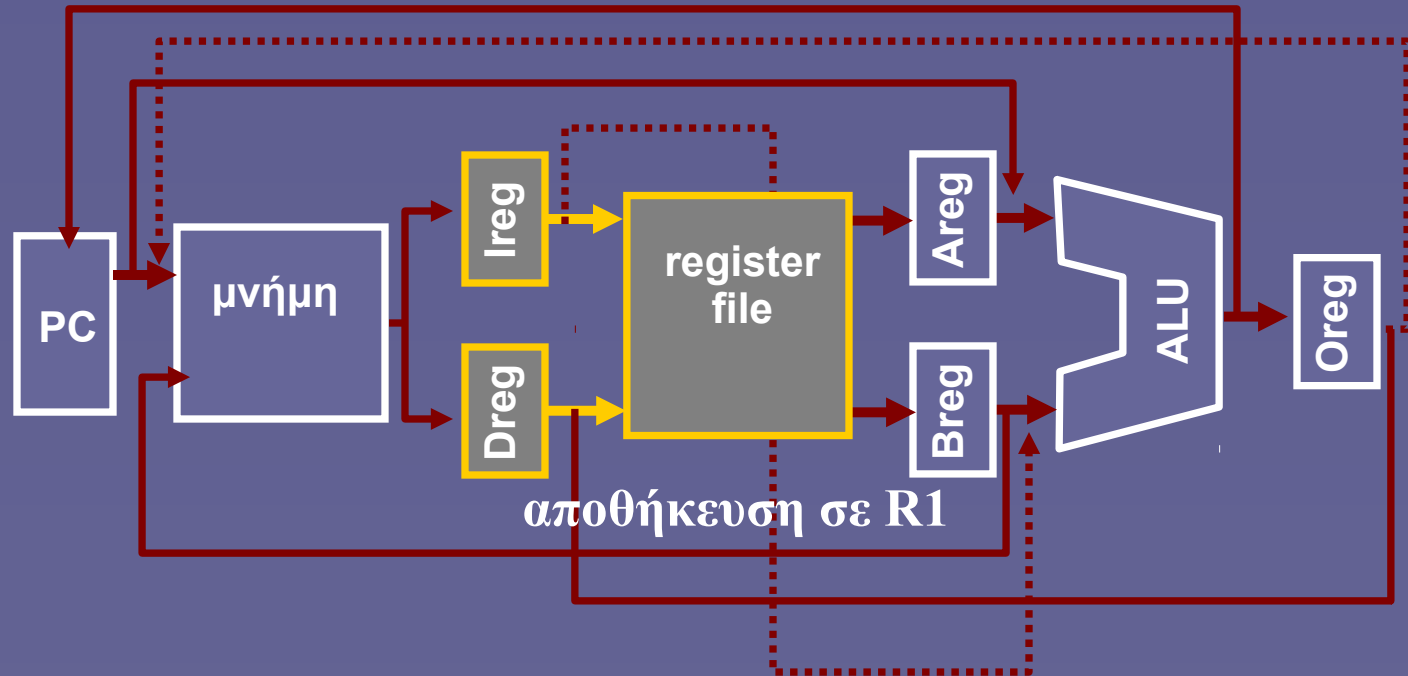 PC
μνήμη
Ireg
Dreg
register
file
Areg
Breg
ALU
Oreg
αποθήκευση σε R1